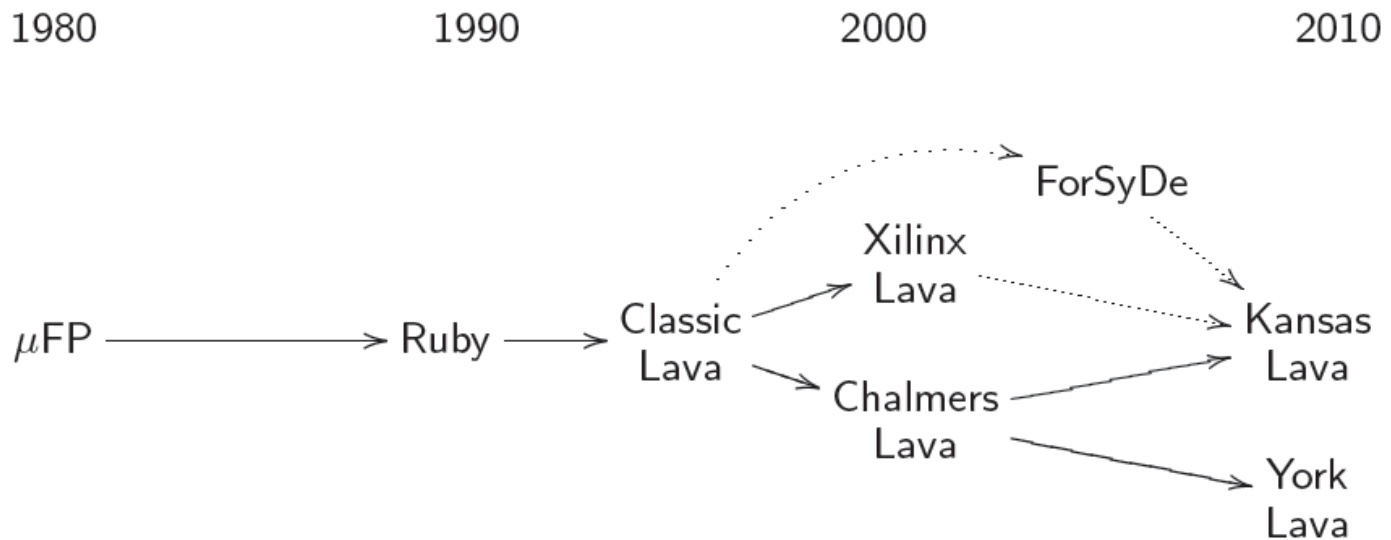 1980 1990 2000 2010
ForSyDe
Xilinx
Lava
μFP Ruby Classic
Lava
Kansas
Lava
Chalmers
Lava
York
Lava